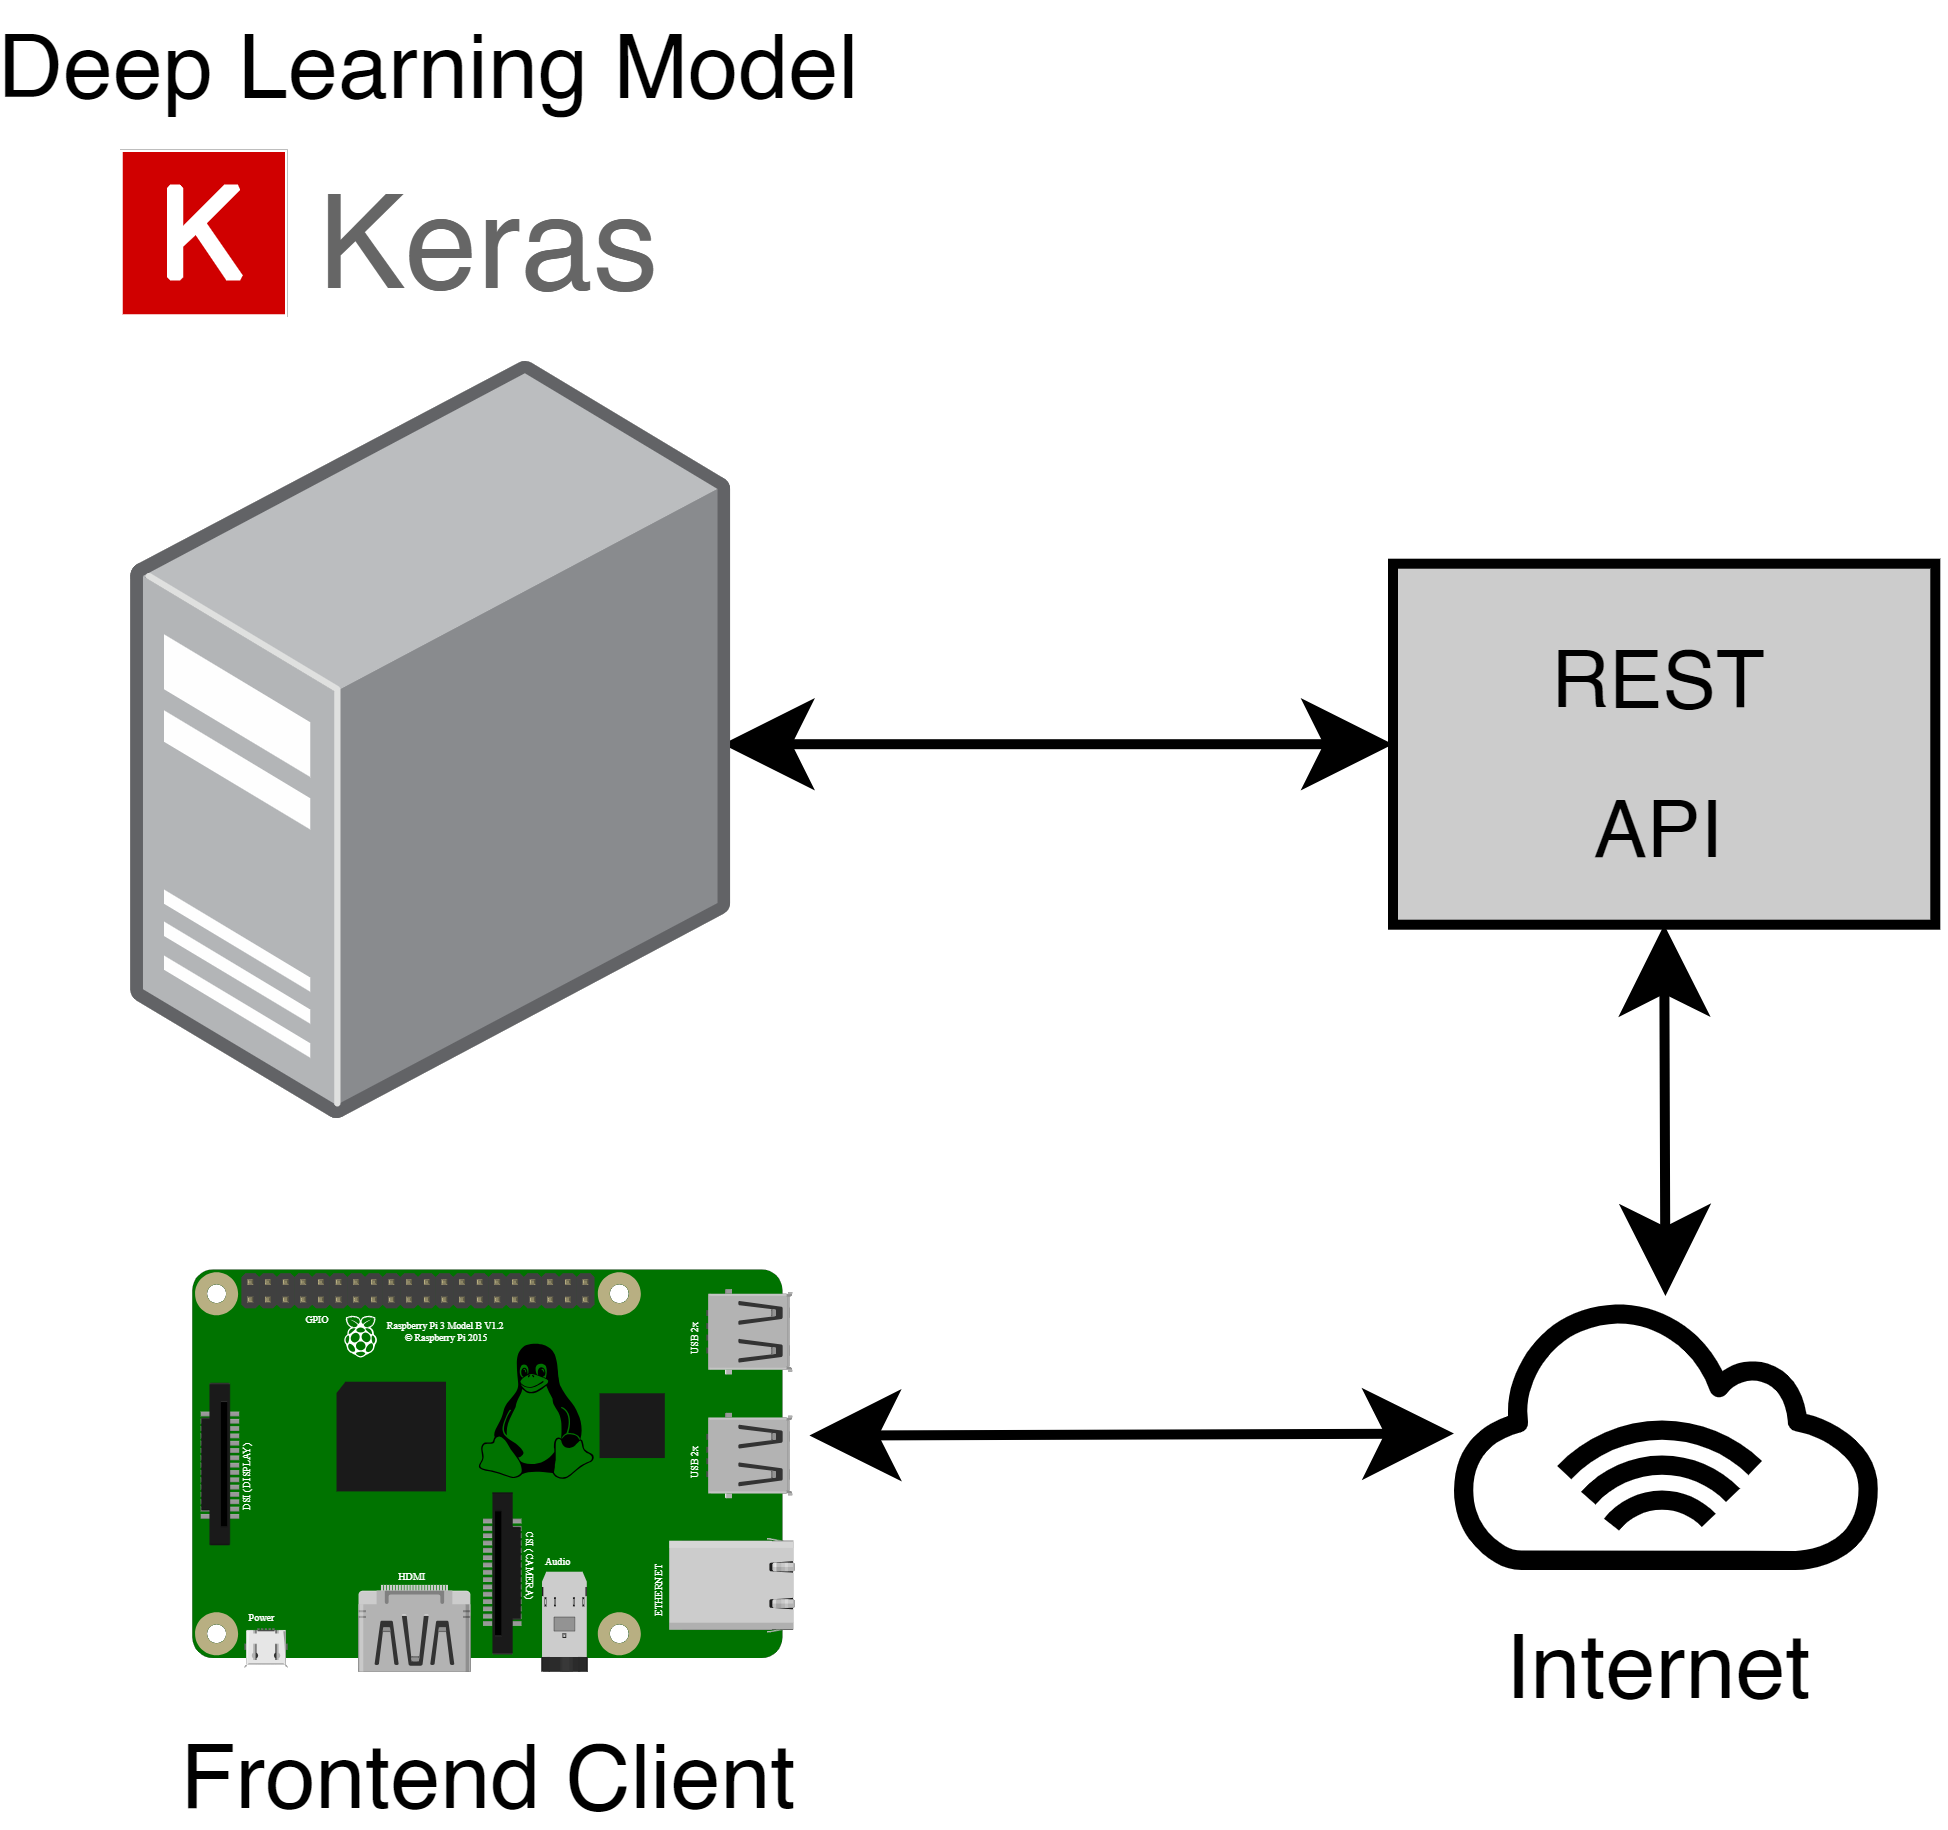 Deep Learning Model
K Keras
REST
API
GPIO
Raspberry Pi 3 Model B V1.2
© Raspberry Pi 2015
USB 2x
DSI (DISPLAY)
USB 2x
CSI (CAMERA)
Audio
ETHERNET
HDMI
Power
Internet
Frontend Client